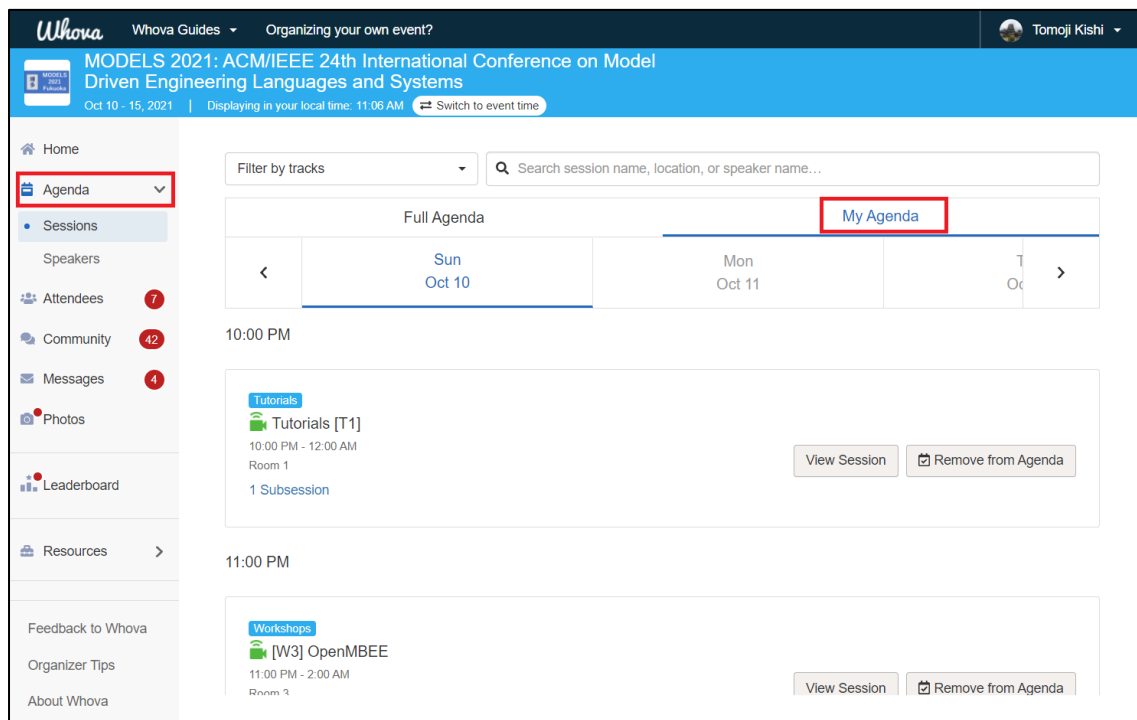 Whova Whova Guides Organizing your own event? Tomoji Kishi
MODELS 2021 Fukuoka
MODELS 2021: ACM/IEEE 24th International Conference on Model
Driven Engineering Languages and Systems
Oct 10 - 15, 2021 | Displaying in your local time: 11:06 AM Switch to event time
Home
Agenda
Sessions
Speakers
Attendees 7
Community 42
Messages 4
Photos
Leaderboard
Resources
Feedback to Whova
Organizer Tips
About Whova
Filter by tracks
Search session name, location, or speaker name…
Full Agenda My Agenda
Sun Mon
Oct 10 Oct 11
10:00 PM
Tutorials
Tutorials [T1]
10:00 PM - 12:00 AM
Room 1
1 Subsession
View Session Remove from Agenda
11:00 PM
Workshops
[W3] OpenMBEE
11:00 PM - 2:00 AM
Room 3
View Session Remove from Agenda